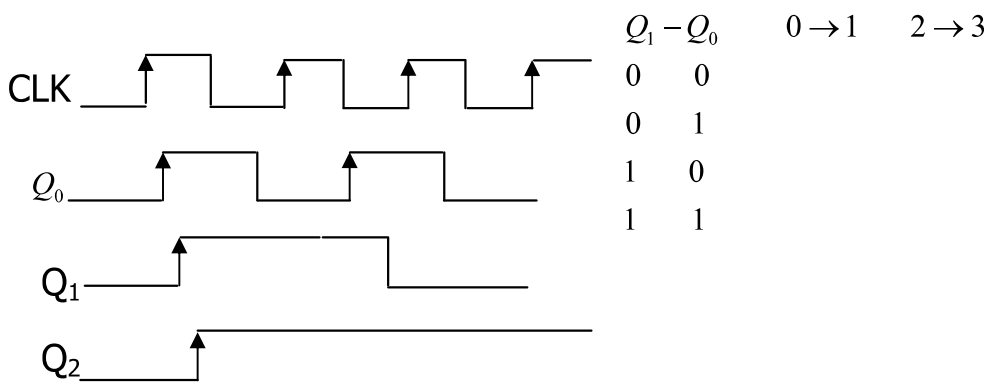 Q₁ − Q₀ 0 → 1 2 → 3
CLK
0 0
0 1
Q₀
1 0
1 1
Q₁
Q₂